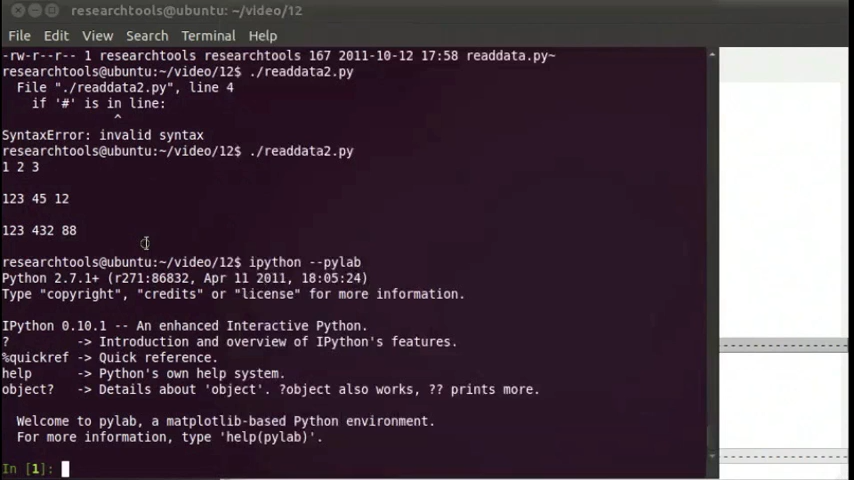 researchtools@ubuntu: ~/video/12
File Edit View Search Terminal Help
-rw-r--r-- 1 researchtools researchtools 167 2011-10-12 17:58 readdata.py~
researchtools@ubuntu:~/video/12$ ./readdata2.py
  File "./readdata2.py", line 4
    if '#' is in line:
                ^
SyntaxError: invalid syntax
researchtools@ubuntu:~/video/12$ ./readdata2.py
1 2 3
123 45 12
123 432 88
researchtools@ubuntu:~/video/12$ ipython --pylab
Python 2.7.1+ (r271:86832, Apr 11 2011, 18:05:24)
Type "copyright", "credits" or "license" for more information.
IPython 0.10.1 -- An enhanced Interactive Python.
?         -> Introduction and overview of IPython's features.
%quickref -> Quick reference.
help      -> Python's own help system.
object?   -> Details about 'object'. ?object also works, ?? prints more.
  Welcome to pylab, a matplotlib-based Python environment.
  For more information, type 'help(pylab)'.
In [1]: